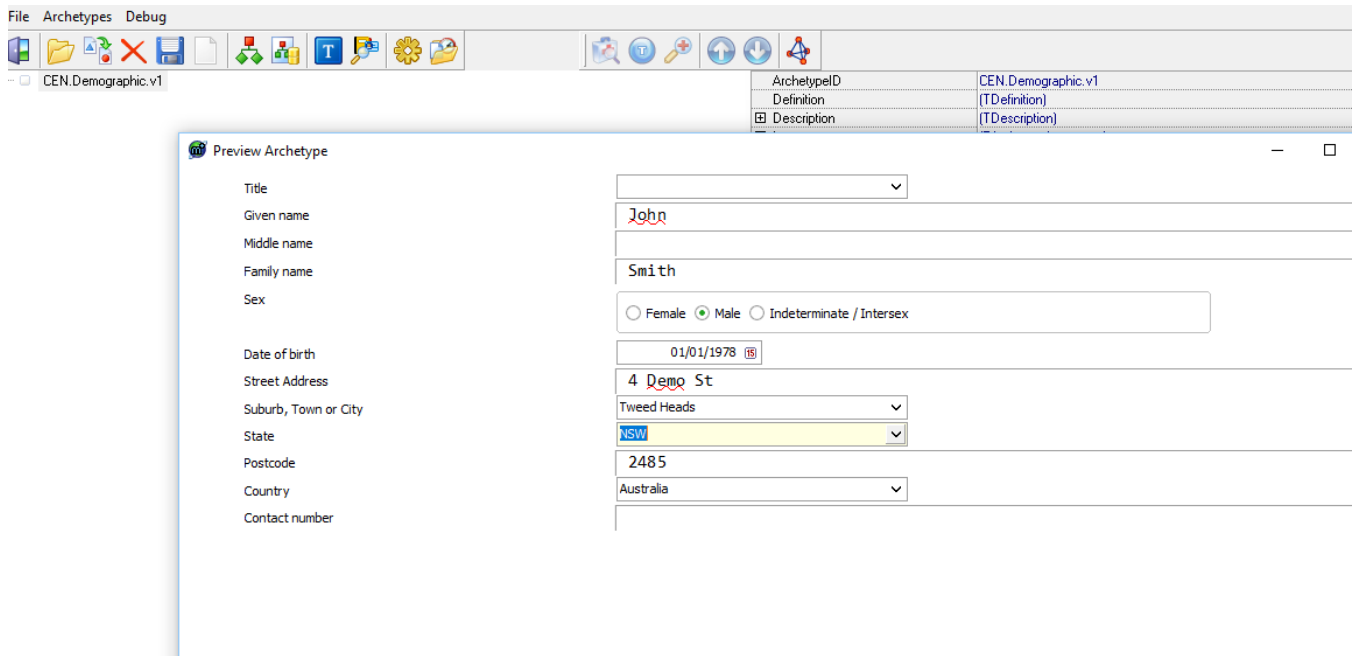 File Archetypes Debug
T
T
CEN.Demographic.v1
ArchetypeID CEN.Demographic.v1
Definition (TDefinition)
Description (TDescription)
Preview Archetype
Title
Given name John
Middle name
Family name Smith
Sex Female Male Indeterminate / Intersex
Date of birth 01/01/1978 15
Street Address 4 Demo St
Suburb, Town or City Tweed Heads
State NSW
Postcode 2485
Country Australia
Contact number